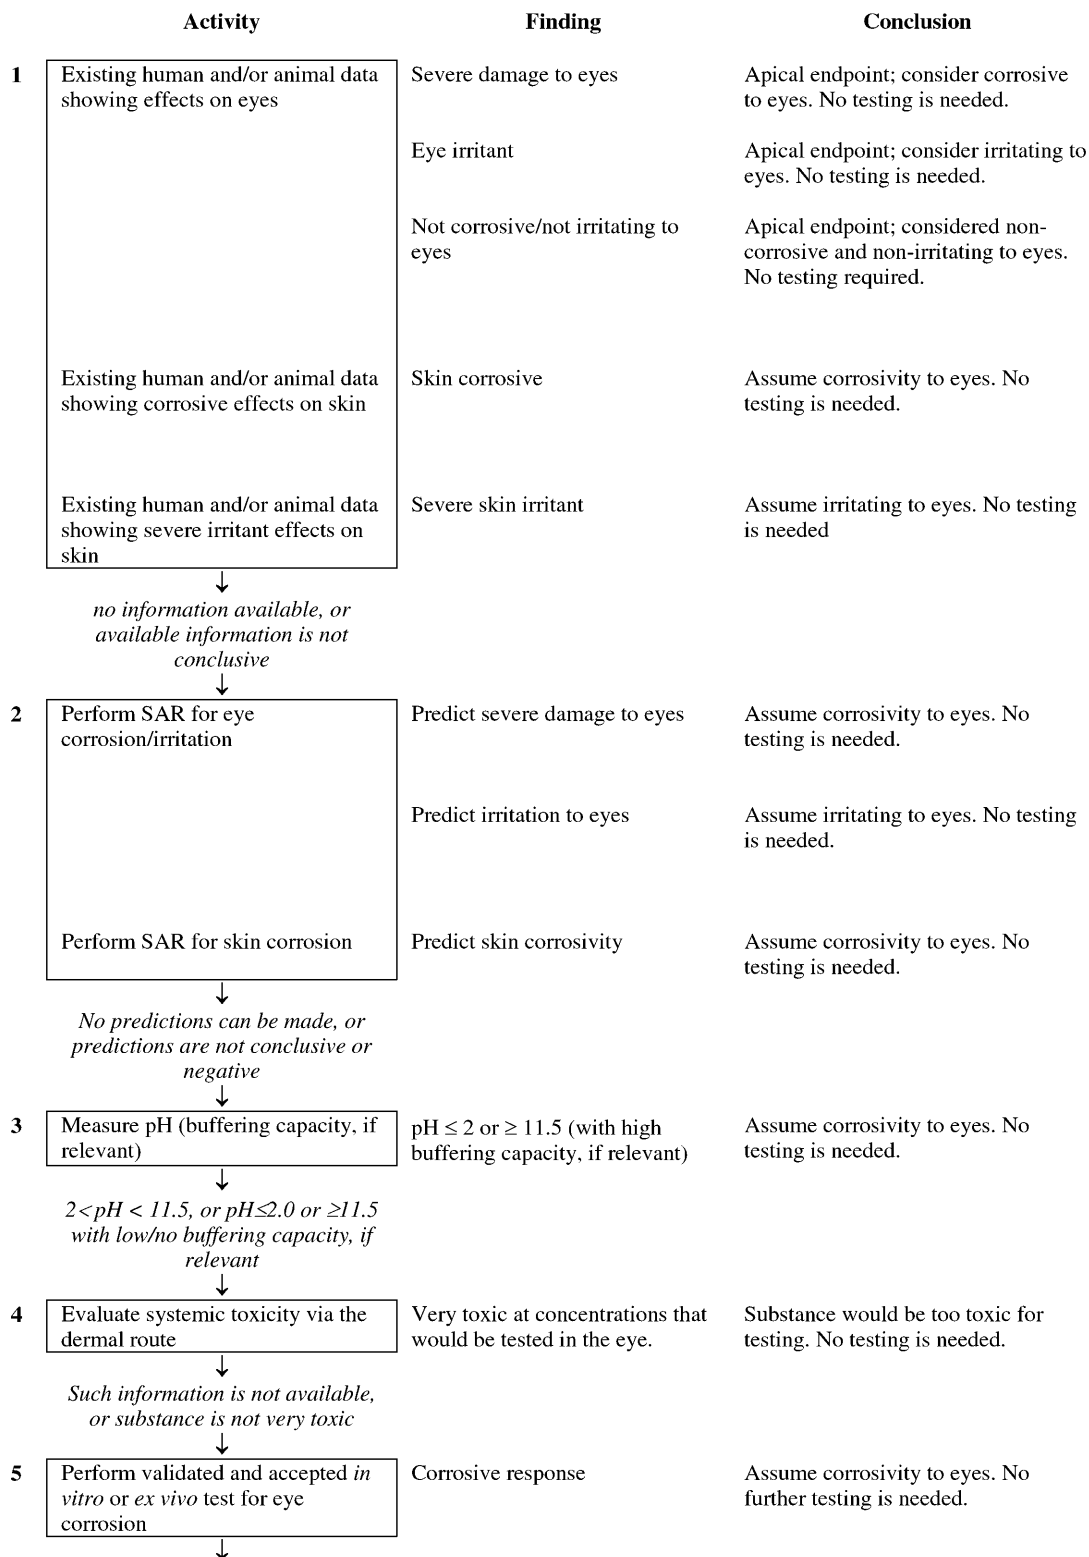 Activity Finding Conclusion
1 Existing human and/or animal data Severe damage to eyes Apical endpoint; consider corrosive
showing effects on eyes to eyes. No testing is needed.
Eye irritant Apical endpoint; consider irritating to
eyes. No testing is needed.
Not corrosive/not irritating to Apical endpoint; considered non-
eyes corrosive and non-irritating to eyes.
No testing required.
Existing human and/or animal data Skin corrosive Assume corrosivity to eyes. No
showing corrosive effects on skin testing is needed.
Existing human and/or animal data Severe skin irritant Assume irritating to eyes. No testing
showing severe irritant effects on is needed
skin
↓
no information available, or
available information is not
conclusive
↓
2 Perform SAR for eye Predict severe damage to eyes Assume corrosivity to eyes. No
corrosion/irritation testing is needed.
Predict irritation to eyes Assume irritating to eyes. No testing
is needed.
Perform SAR for skin corrosion Predict skin corrosivity Assume corrosivity to eyes. No
testing is needed.
↓
No predictions can be made, or
predictions are not conclusive or
negative
↓
3 Measure pH (buffering capacity, if pH ≤ 2 or ≥ 11.5 (with high Assume corrosivity to eyes. No
relevant) buffering capacity, if relevant) testing is needed.
↓
2<pH < 11.5, or pH≤2.0 or ≥11.5
with low/no buffering capacity, if
relevant
↓
4 Evaluate systemic toxicity via the Very toxic at concentrations that Substance would be too toxic for
dermal route would be tested in the eye. testing. No testing is needed.
↓
Such information is not available,
or substance is not very toxic
↓
5 Perform validated and accepted in Corrosive response Assume corrosivity to eyes. No
vitro or ex vivo test for eye further testing is needed.
corrosion
↓